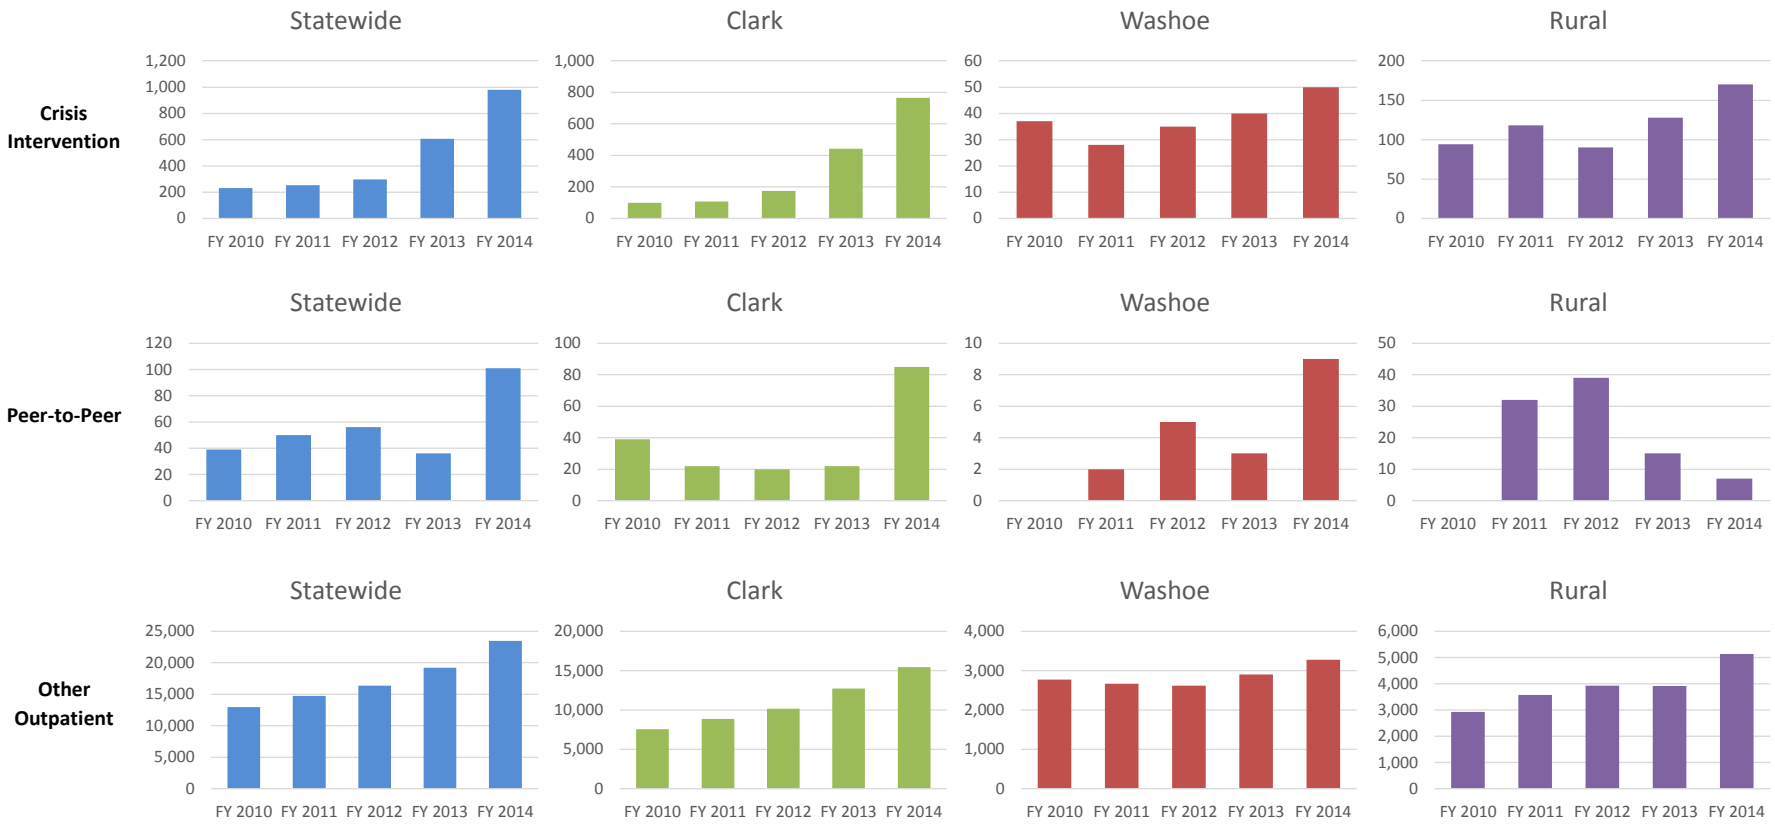 Statewide
Clark
Washoe
Rural
Crisis
Intervention
1,200
1,000
800
600
400
200
0
FY 2010 FY 2011 FY 2012 FY 2013 FY 2014
1,000
800
600
400
200
0
FY 2010 FY 2011 FY 2012 FY 2013 FY 2014
60
50
40
30
20
10
0
FY 2010 FY 2011 FY 2012 FY 2013 FY 2014
200
150
100
50
0
FY 2010 FY 2011 FY 2012 FY 2013 FY 2014
Statewide
Clark
Washoe
Rural
Peer-to-Peer
120
100
80
60
40
20
0
FY 2010 FY 2011 FY 2012 FY 2013 FY 2014
100
80
60
40
20
0
FY 2010 FY 2011 FY 2012 FY 2013 FY 2014
10
8
6
4
2
0
FY 2010 FY 2011 FY 2012 FY 2013 FY 2014
50
40
30
20
10
0
FY 2010 FY 2011 FY 2012 FY 2013 FY 2014
Statewide
Clark
Washoe
Rural
Other
Outpatient
25,000
20,000
15,000
10,000
5,000
0
FY 2010 FY 2011 FY 2012 FY 2013 FY 2014
20,000
15,000
10,000
5,000
0
FY 2010 FY 2011 FY 2012 FY 2013 FY 2014
4,000
3,000
2,000
1,000
0
FY 2010 FY 2011 FY 2012 FY 2013 FY 2014
6,000
5,000
4,000
3,000
2,000
1,000
0
FY 2010 FY 2011 FY 2012 FY 2013 FY 2014